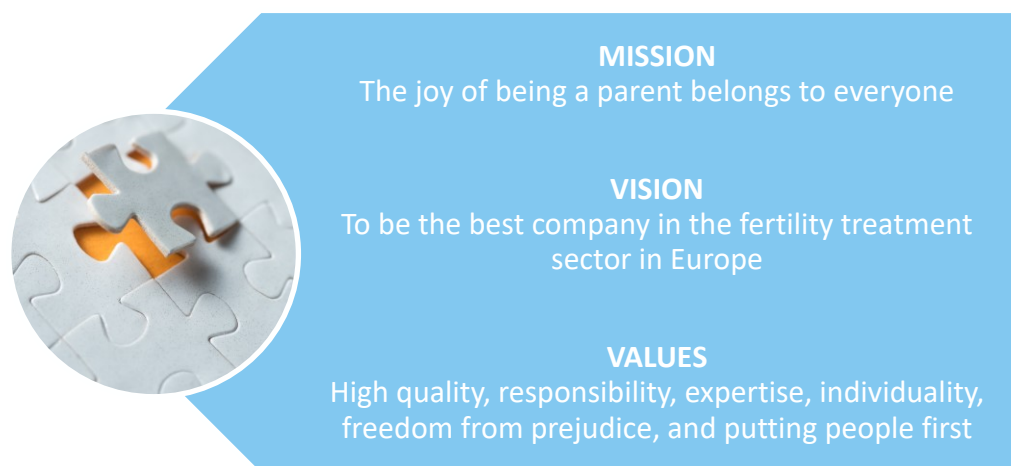 MISSION
The joy of being a parent belongs to everyone
VISION
To be the best company in the fertility treatment
sector in Europe
VALUES
High quality, responsibility, expertise, individuality,
freedom from prejudice, and putting people first